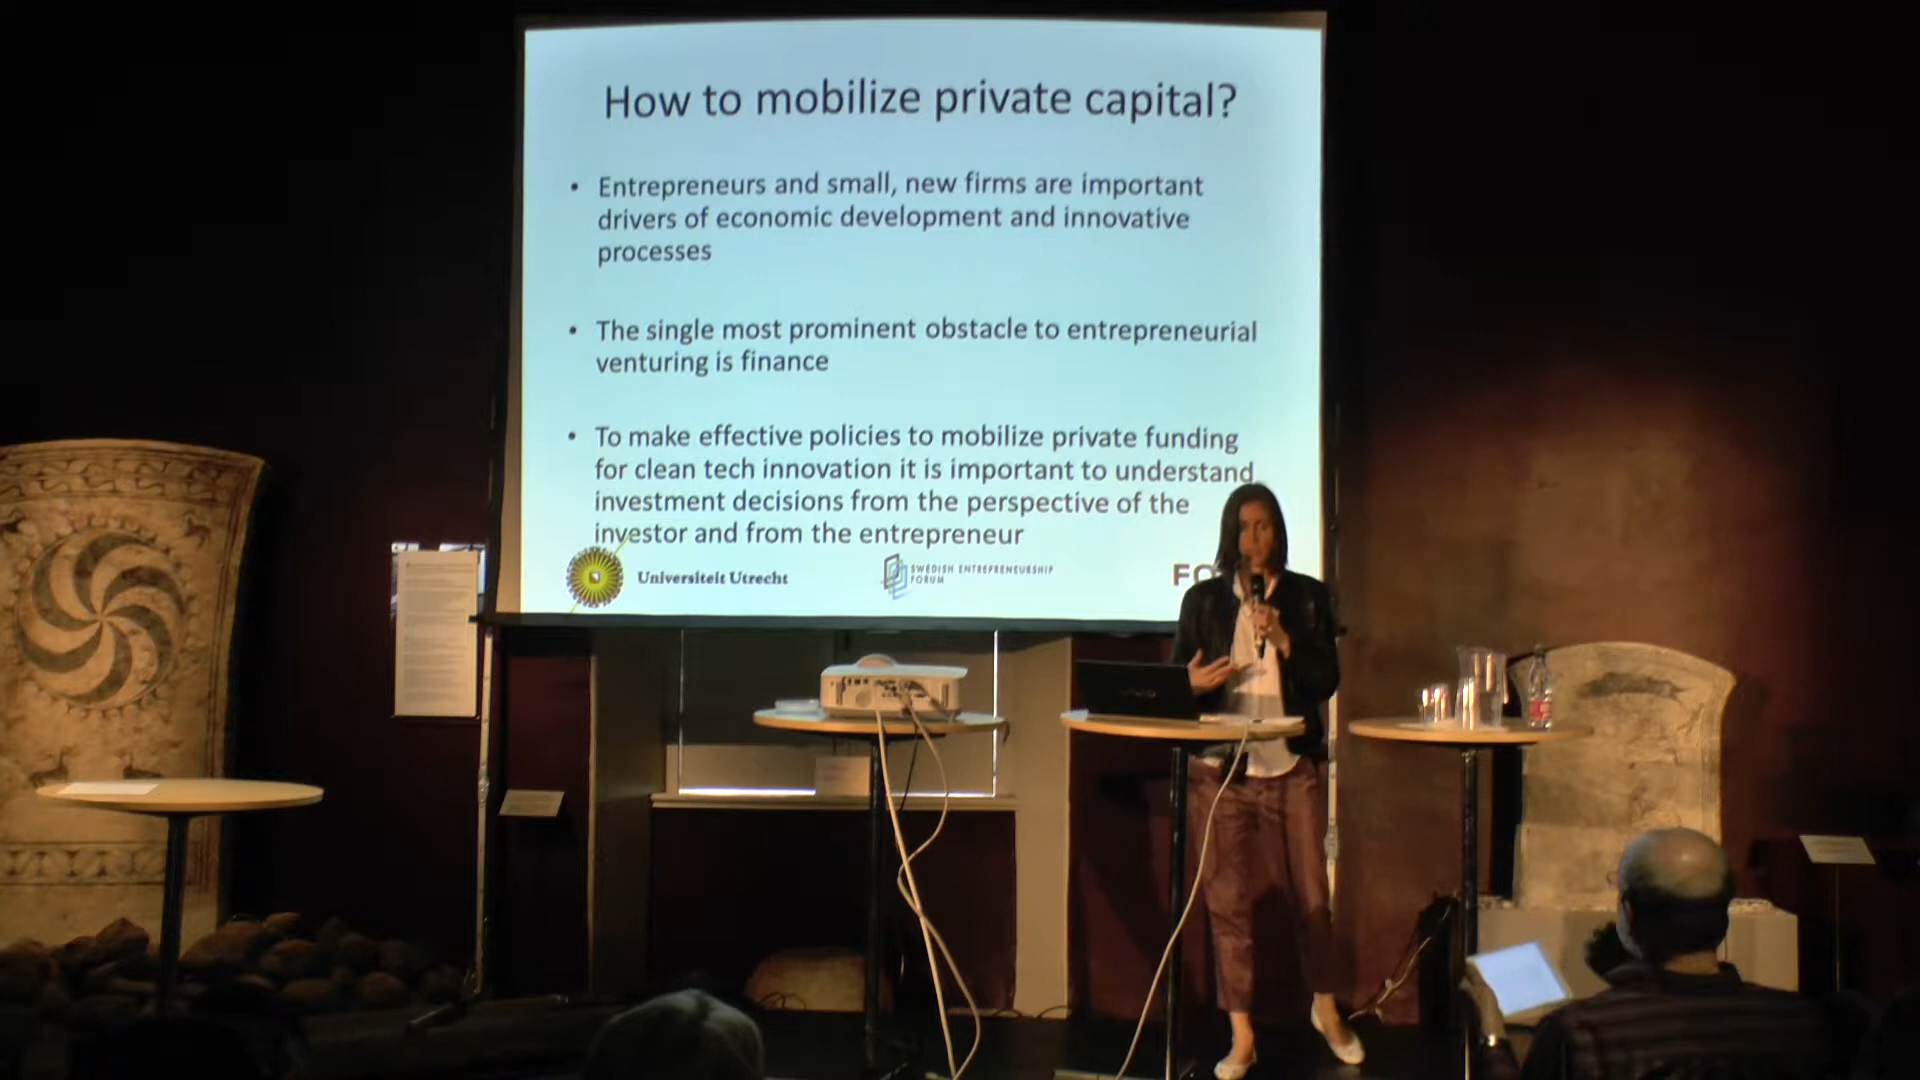 How to mobilize private capital?
• Entrepreneurs and small, new firms are important
drivers of economic development and innovative
processes
• The single most prominent obstacle to entrepreneurial
venturing is finance
• To make effective policies to mobilize private funding
for clean tech innovation it is important to understand
investment decisions from the perspective of the
investor and from the entrepreneur
Universiteit Utrecht
SWEDISH ENTREPRENEURSHIP
FORUM
VAIO